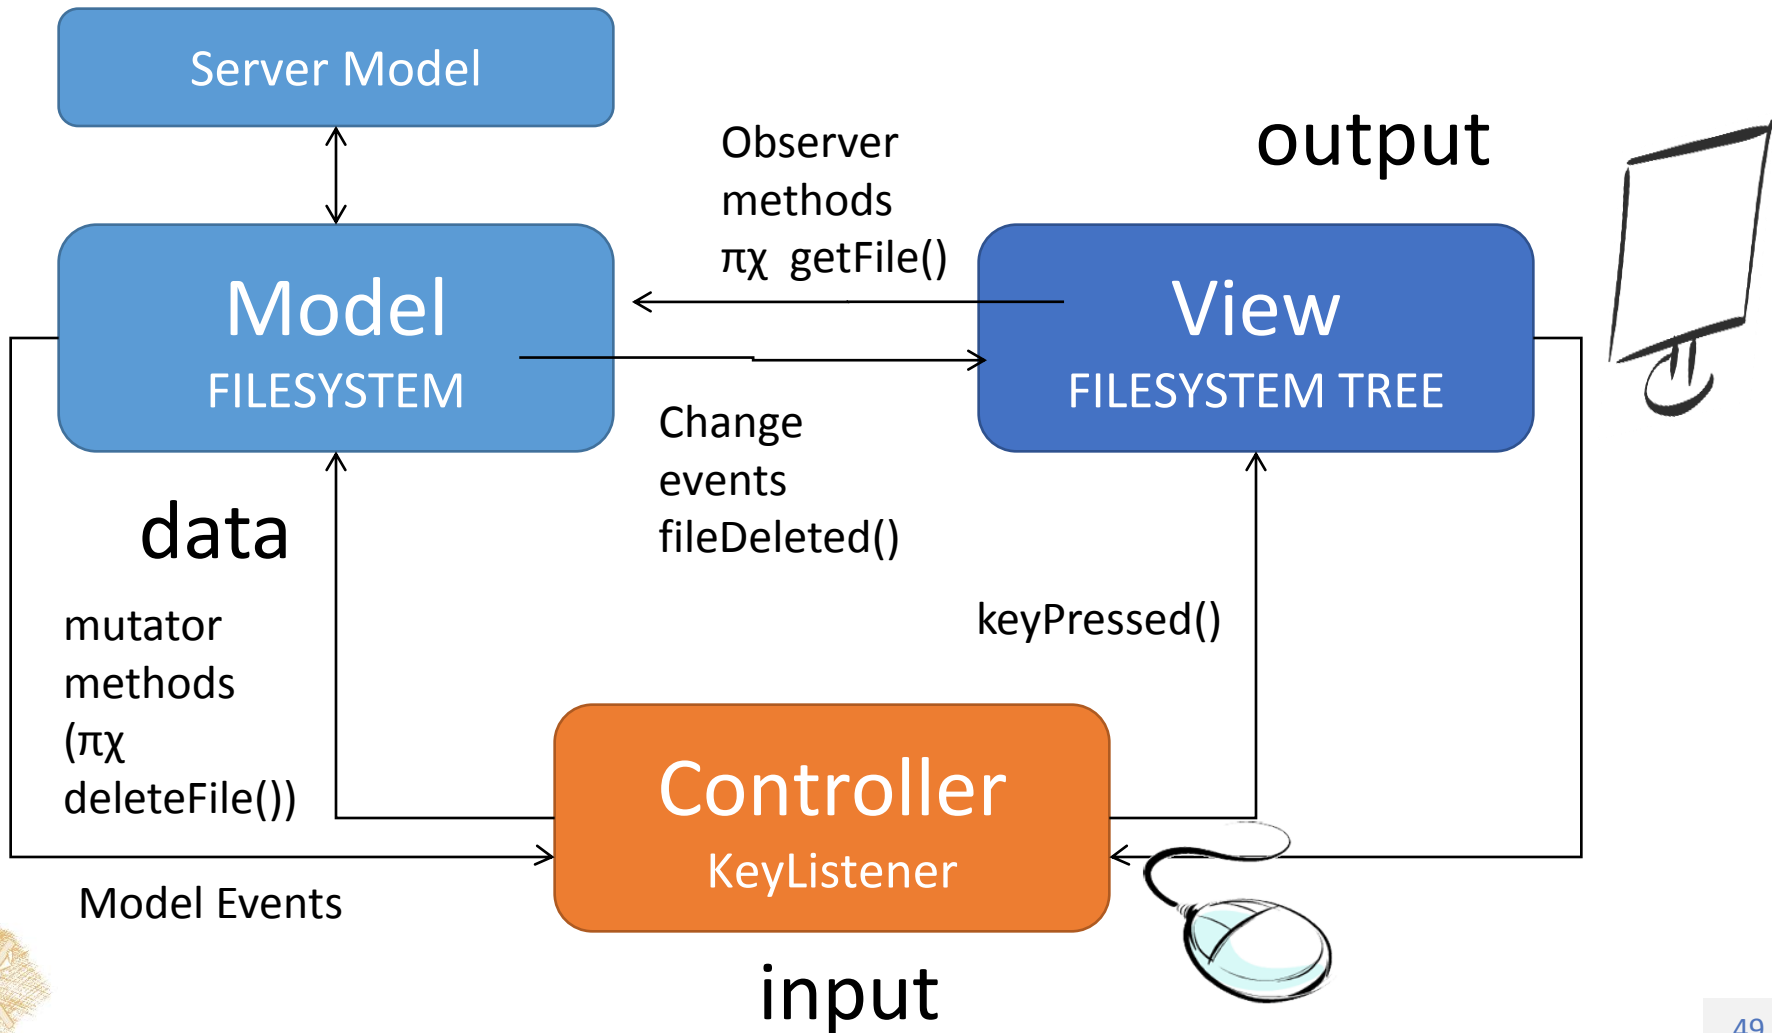 Server Model
Observer
methods
πχ  getFile()
output
Model
FILESYSTEM
View
FILESYSTEM TREE
Change
events
fileDeleted()
data
mutator
methods
(πχ
deleteFile())
keyPressed()
Controller
KeyListener
Model Events
input
49